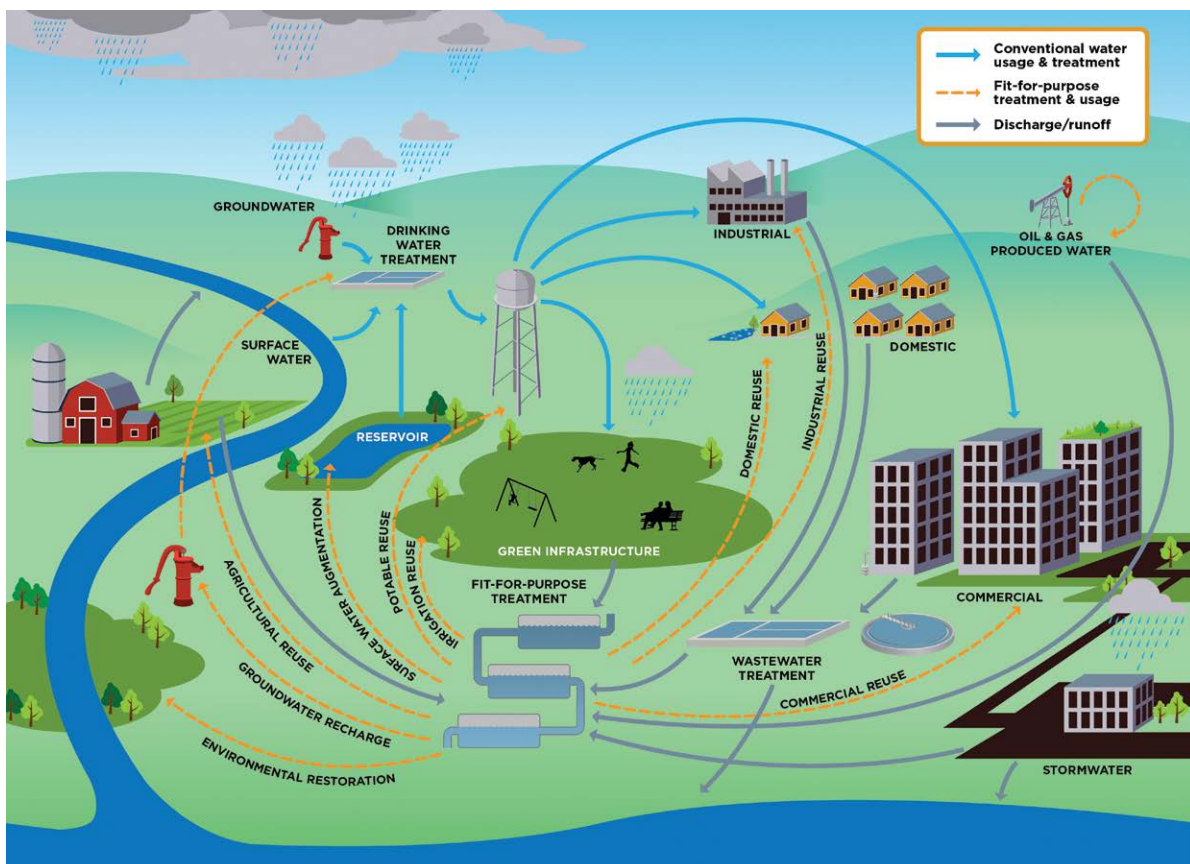 Conventional water
usage & treatment
Fit-for-purpose
treatment & usage
Discharge/runoff
GROUNDWATER
DRINKING
WATER
TREATMENT
INDUSTRIAL
OIL & GAS
PRODUCED WATER
SURFACE
WATER
DOMESTIC
RESERVOIR
DOMESTIC REUSE
INDUSTRIAL REUSE
GREEN INFRASTRUCTURE
FIT-FOR-PURPOSE
TREATMENT
COMMERCIAL
AGRICULTURAL REUSE
SURFACE WATER AUGMENTATION
POTABLE REUSE
IRRIGATION REUSE
WASTEWATER
TREATMENT
COMMERCIAL REUSE
GROUNDWATER RECHARGE
ENVIRONMENTAL RESTORATION
STORMWATER